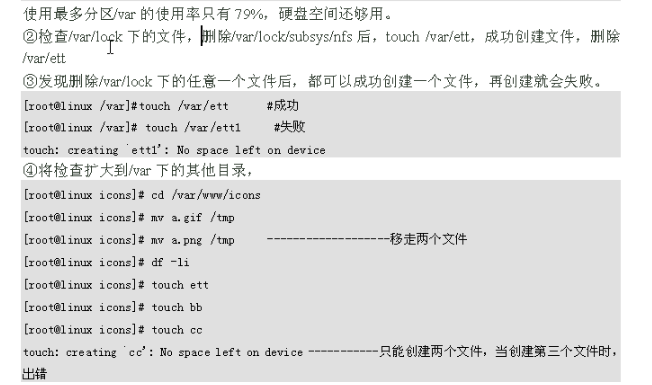 使用最多分区/var 的使用率只有 79%，硬盘空间还够用。
②检查/var/lock 下的文件，删除/var/lock/subsys/nfs 后，touch /var/ett，成功创建文件，删除
/var/ett
③发现删除/var/lock 下的任意一个文件后，都可以成功创建一个文件，再创建就会失败。
[root@linux /var]#touch /var/ett #成功
[root@linux /var]# touch /var/ett1 #失败
touch: creating `ett1': No space left on device
④将检查扩大到/var 下的其他目录，
[root@linux icons]# cd /var/www/icons
[root@linux icons]# mv a.gif /tmp
[root@linux icons]# mv a.png /tmp -------------------移走两个文件
[root@linux icons]# df -li
[root@linux icons]# touch ett
[root@linux icons]# touch bb
[root@linux icons]# touch cc
touch: creating `cc': No space left on device -----------只能创建两个文件，当创建第三个文件时，
出错